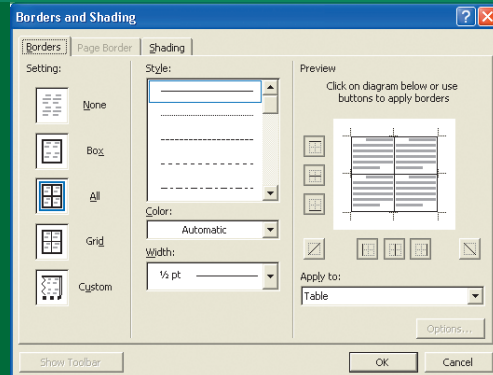 Borders and Shading
Borders
Page Border
Shading
Setting:
None
Box
All
Grid
Custom
Style:
Color:
Automatic
Width:
½ pt
Preview
Click on diagram below or use
buttons to apply borders
Apply to:
Table
Options...
Show Toolbar
OK
Cancel